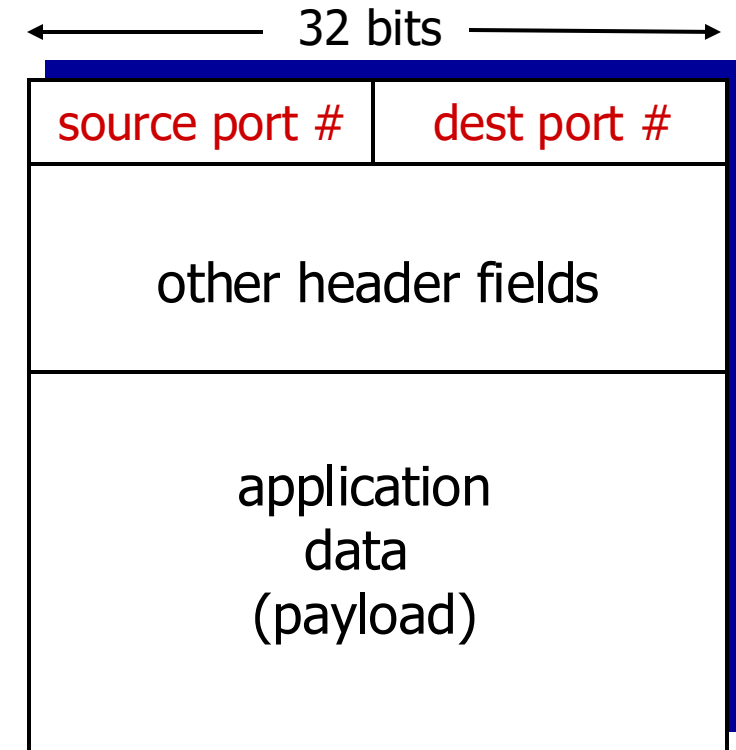 32 bits
source port # dest port #
other header fields
application
data
(payload)